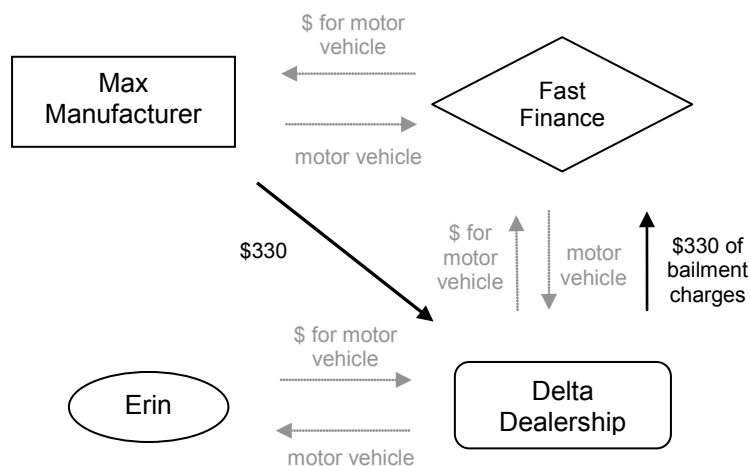 $ for motor
vehicle
Max
Manufacturer
Fast
Finance
motor vehicle
$330
$ for
motor
vehicle
motor
vehicle
$330 of
bailment
charges
$ for motor
vehicle
Erin
Delta
Dealership
motor vehicle